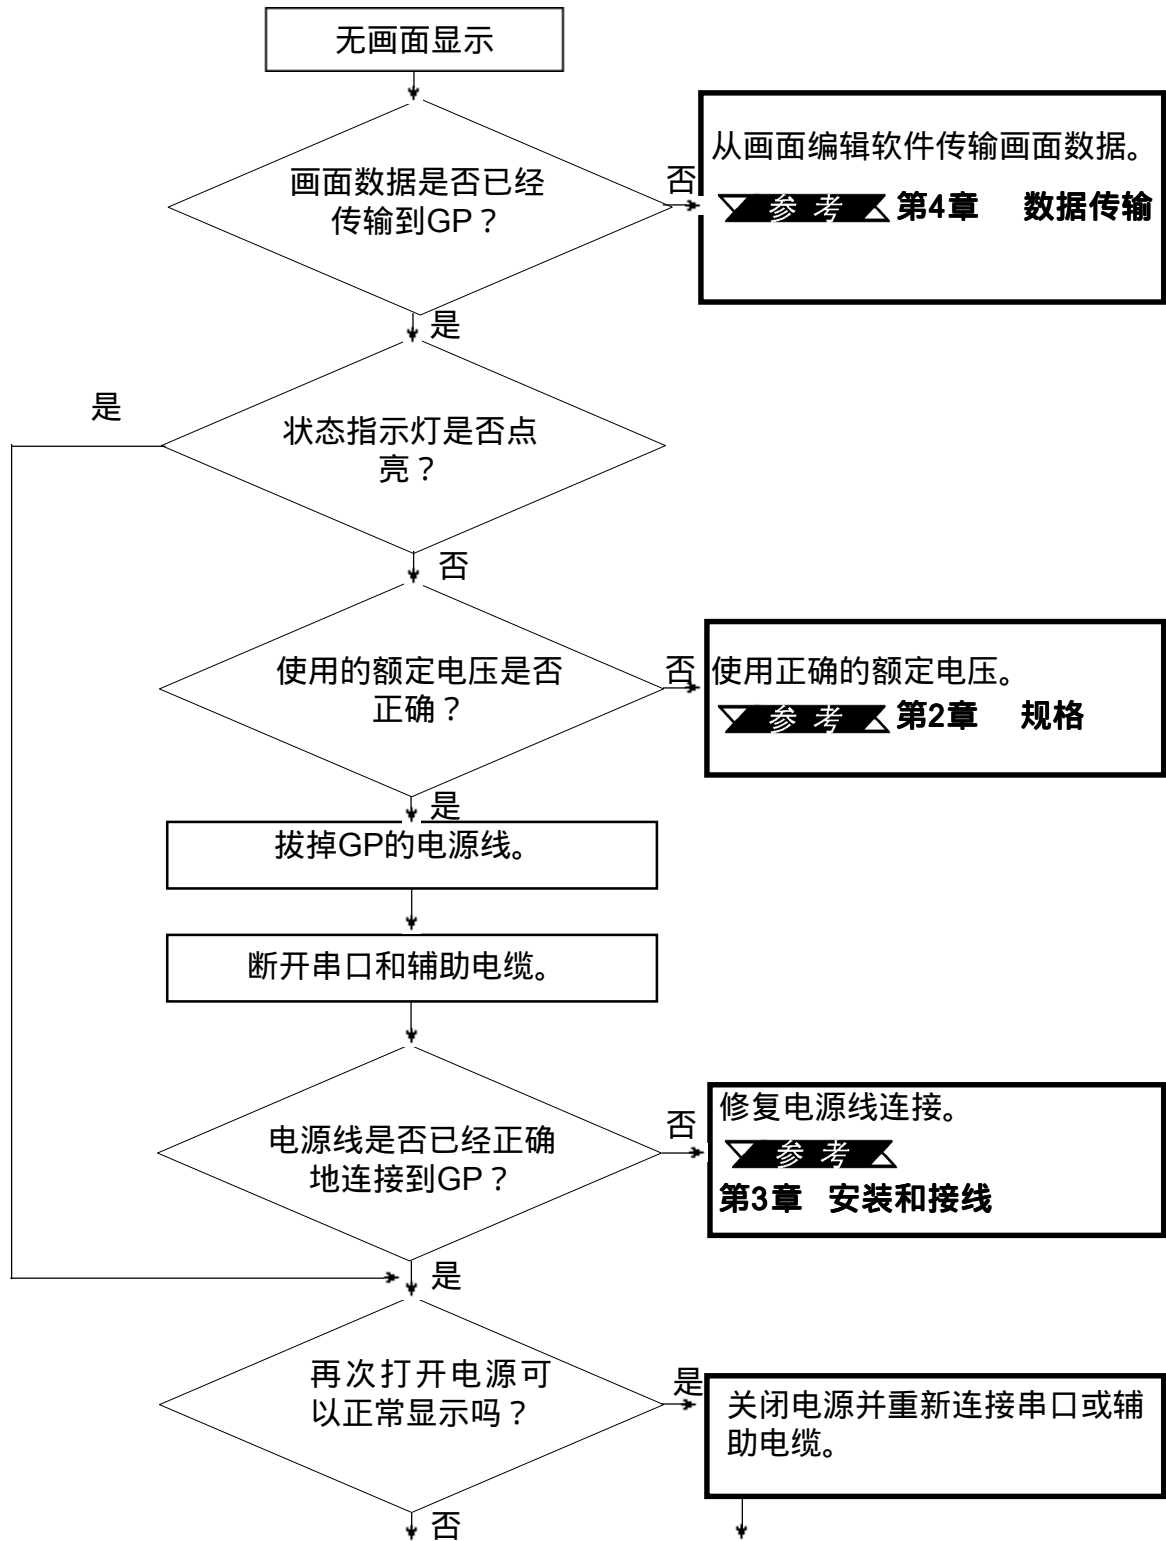 无画面显示
画面数据是否已经
传输到GP？
否
从画面编辑软件传输画面数据。
参 考 第4章 数据传输
是
状态指示灯是否点
亮？
是
否
使用的额定电压是否
正确？
否
使用正确的额定电压。
参 考 第2章 规格
是
拔掉GP的电源线。
断开串口和辅助电缆。
电源线是否已经正确
地连接到GP？
否
修复电源线连接。
参 考
第3章 安装和接线
是
再次打开电源可
以正常显示吗？
是
关闭电源并重新连接串口或辅
助电缆。
否